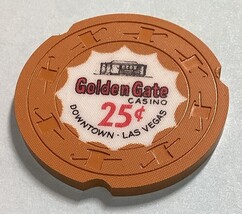 Golden Gate
CASINO
25¢
DOWNTOWN · LAS VEGAS